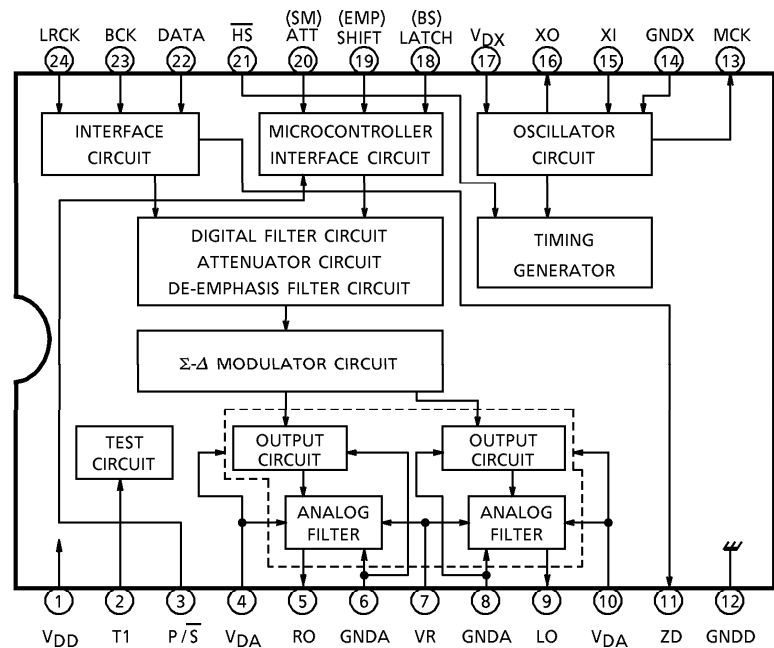 (SM) (EMP) (BS)
LRCK BCK DATA H̅S̅ ATT SHIFT LATCH VDX XO XI GNDX MCK
24 23 22 21 20 19 18 17 16 15 14 13
INTERFACE
CIRCUIT
MICROCONTROLLER
INTERFACE CIRCUIT
OSCILLATOR
CIRCUIT
DIGITAL FILTER CIRCUIT
ATTENUATOR CIRCUIT
DE-EMPHASIS FILTER CIRCUIT
TIMING
GENERATOR
Σ-Δ MODULATOR CIRCUIT
TEST
CIRCUIT
OUTPUT
CIRCUIT
OUTPUT
CIRCUIT
ANALOG
FILTER
ANALOG
FILTER
1 2 3 4 5 6 7 8 9 10 11 12
VDD T1 P/S̅ VDA RO GNDA VR GNDA LO VDA ZD GNDD